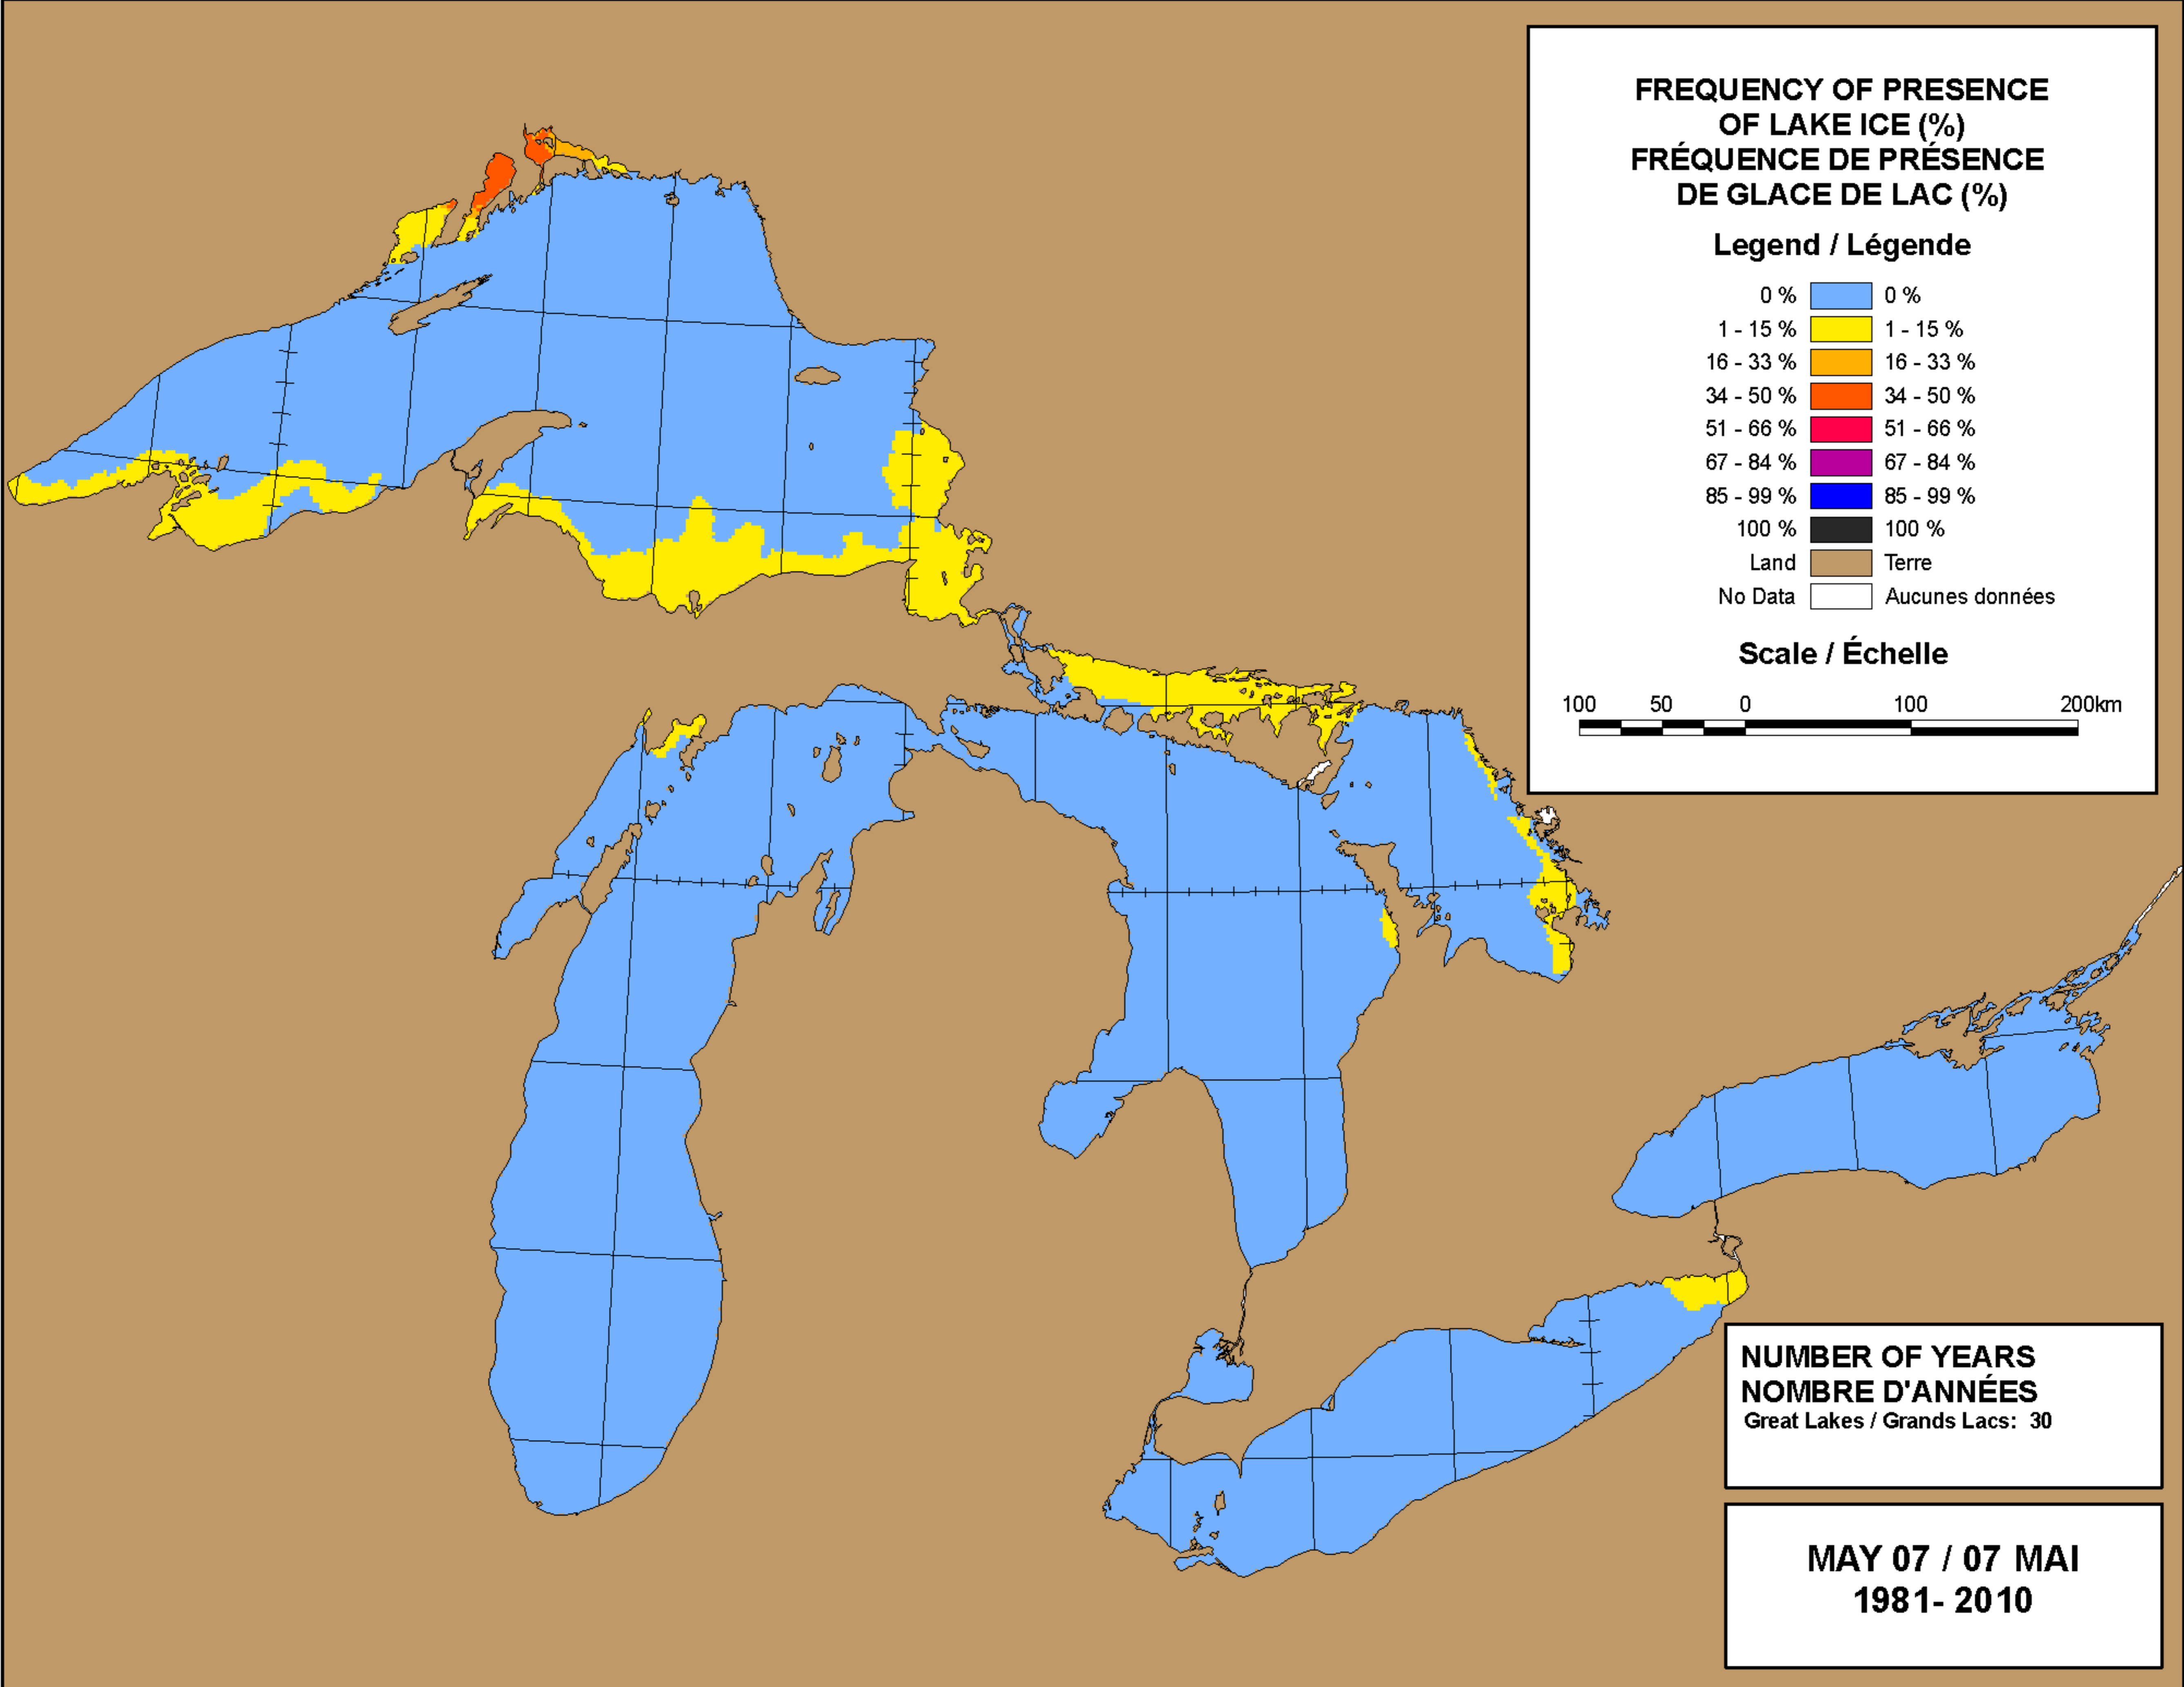 FREQUENCY OF PRESENCE
OF LAKE ICE (%)
FRÉQUENCE DE PRÉSENCE
DE GLACE DE LAC (%)
Legend / Légende
0 % 0 %
1 - 15 % 1 - 15 %
16 - 33 % 16 - 33 %
34 - 50 % 34 - 50 %
51 - 66 % 51 - 66 %
67 - 84 % 67 - 84 %
85 - 99 % 85 - 99 %
100 % 100 %
Land Terre
No Data Aucunes données
Scale / Échelle
100 50 0 100 200km
NUMBER OF YEARS
NOMBRE D'ANNÉES
Great Lakes / Grands Lacs: 30
MAY 07 / 07 MAI
1981- 2010